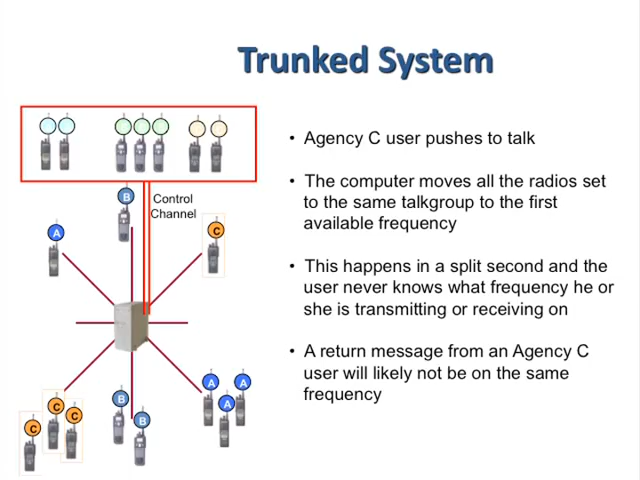 Trunked System
Control
Channel
B
A
C
A
A
A
B
B
C
C
C
• Agency C user pushes to talk
• The computer moves all the radios set
to the same talkgroup to the first
available frequency
• This happens in a split second and the
user never knows what frequency he or
she is transmitting or receiving on
• A return message from an Agency C
user will likely not be on the same
frequency